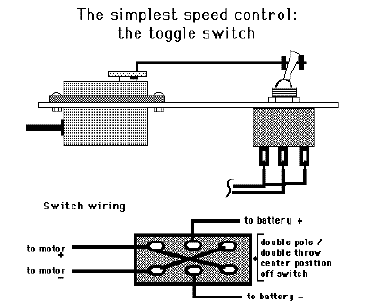 The simplest speed control:
the toggle switch
Switch wiring
to battery +
to motor
+
to motor
-
double pole /
double throw
center position
off switch
to battery -